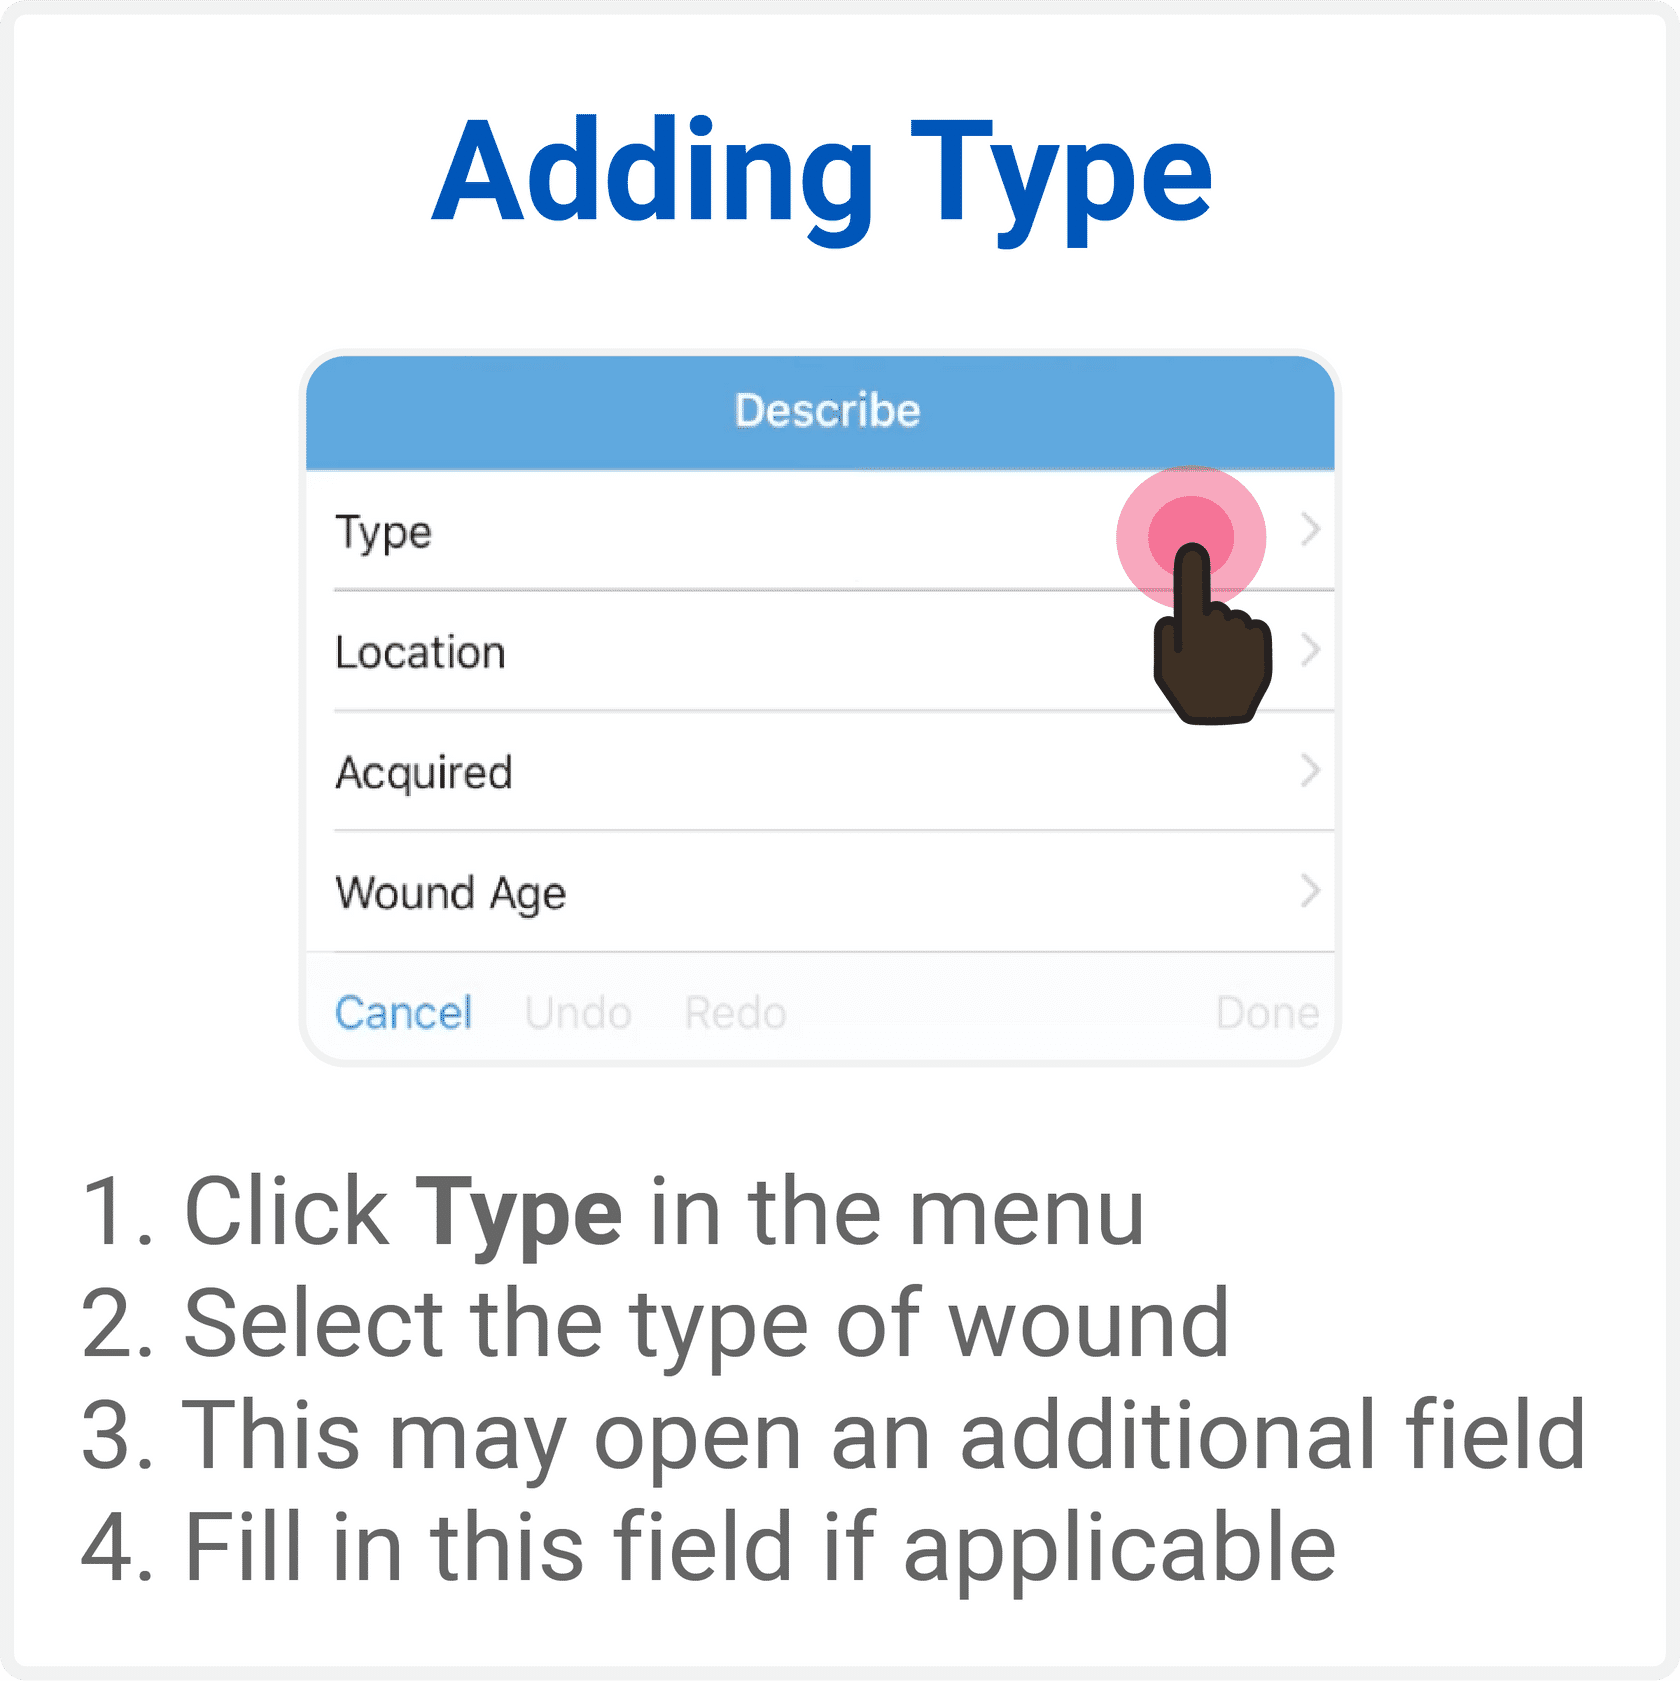 Adding Type
Describe
Type
Location
Acquired
Wound Age
Cancel Undo Redo Done
1. Click Type in the menu
2. Select the type of wound
3. This may open an additional field
4. Fill in this field if applicable